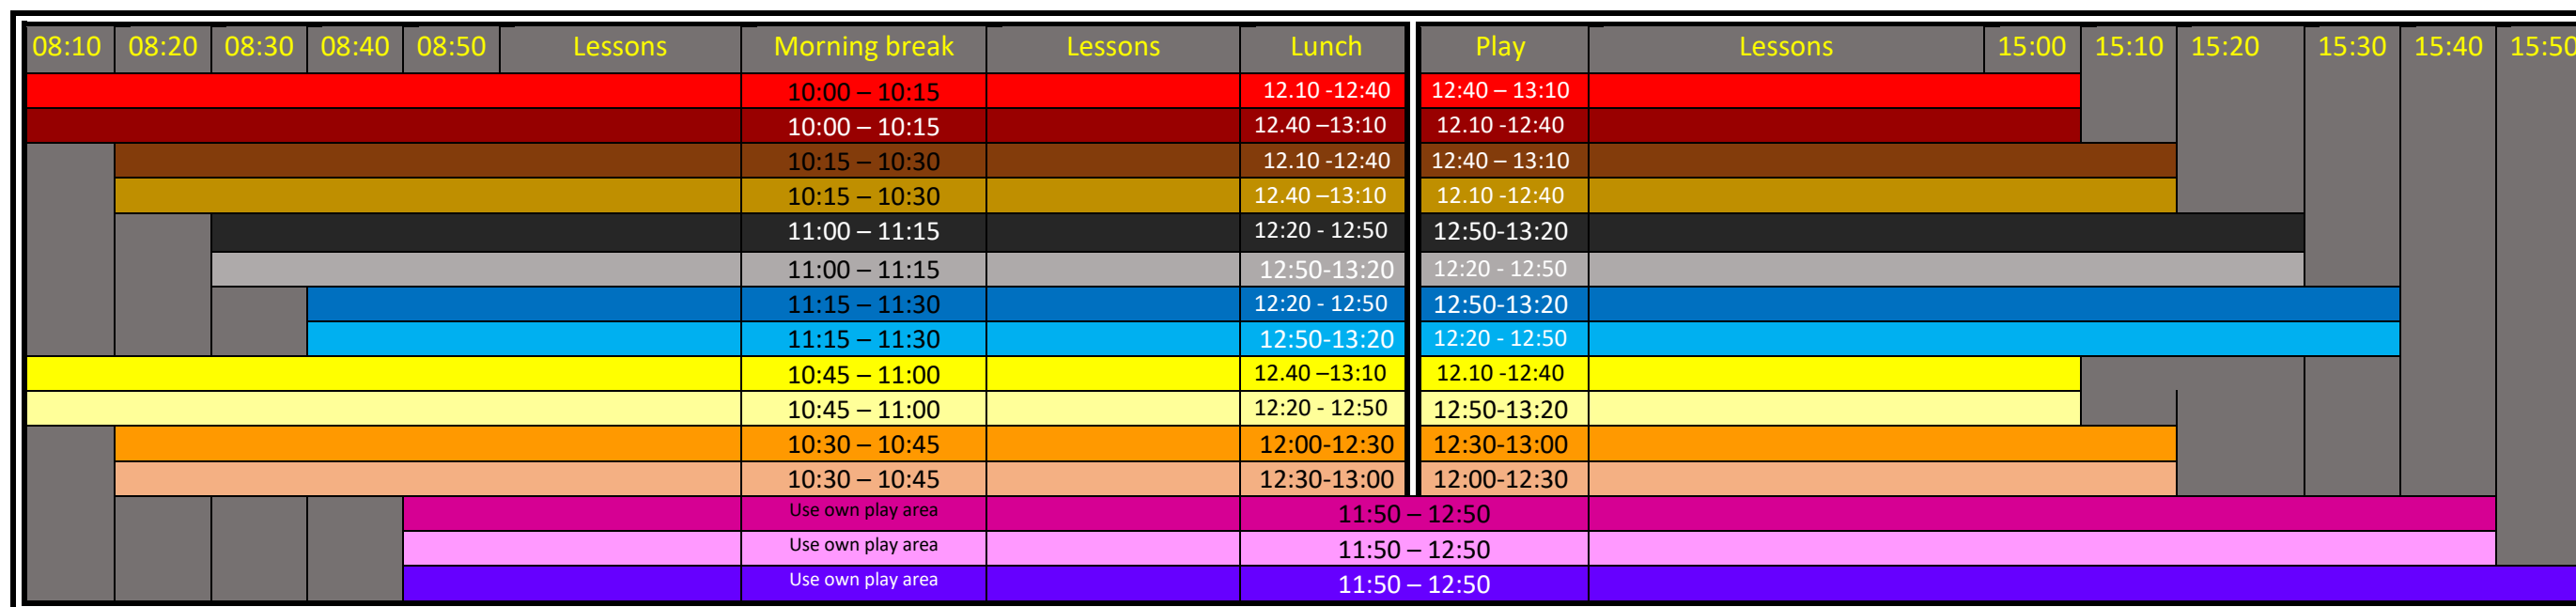 08:10 08:20 08:30 08:40 08:50 Lessons Morning break Lessons Lunch Play Lessons 15:00 15:10 15:20 15:30 15:40 15:50
10:00 – 10:15 12.10 -12:40 12:40 – 13:10
10:00 – 10:15 12.40 –13:10 12.10 -12:40
10:15 – 10:30 12.10 -12:40 12:40 – 13:10
10:15 – 10:30 12.40 –13:10 12.10 -12:40
11:00 – 11:15 12:20 - 12:50 12:50-13:20
11:00 – 11:15 12:50-13:20 12:20 - 12:50
11:15 – 11:30 12:20 - 12:50 12:50-13:20
11:15 – 11:30 12:50-13:20 12:20 - 12:50
10:45 – 11:00 12.40 –13:10 12.10 -12:40
10:45 – 11:00 12:20 - 12:50 12:50-13:20
10:30 – 10:45 12:00-12:30 12:30-13:00
10:30 – 10:45 12:30-13:00 12:00-12:30
Use own play area 11:50 – 12:50
Use own play area 11:50 – 12:50
Use own play area 11:50 – 12:50